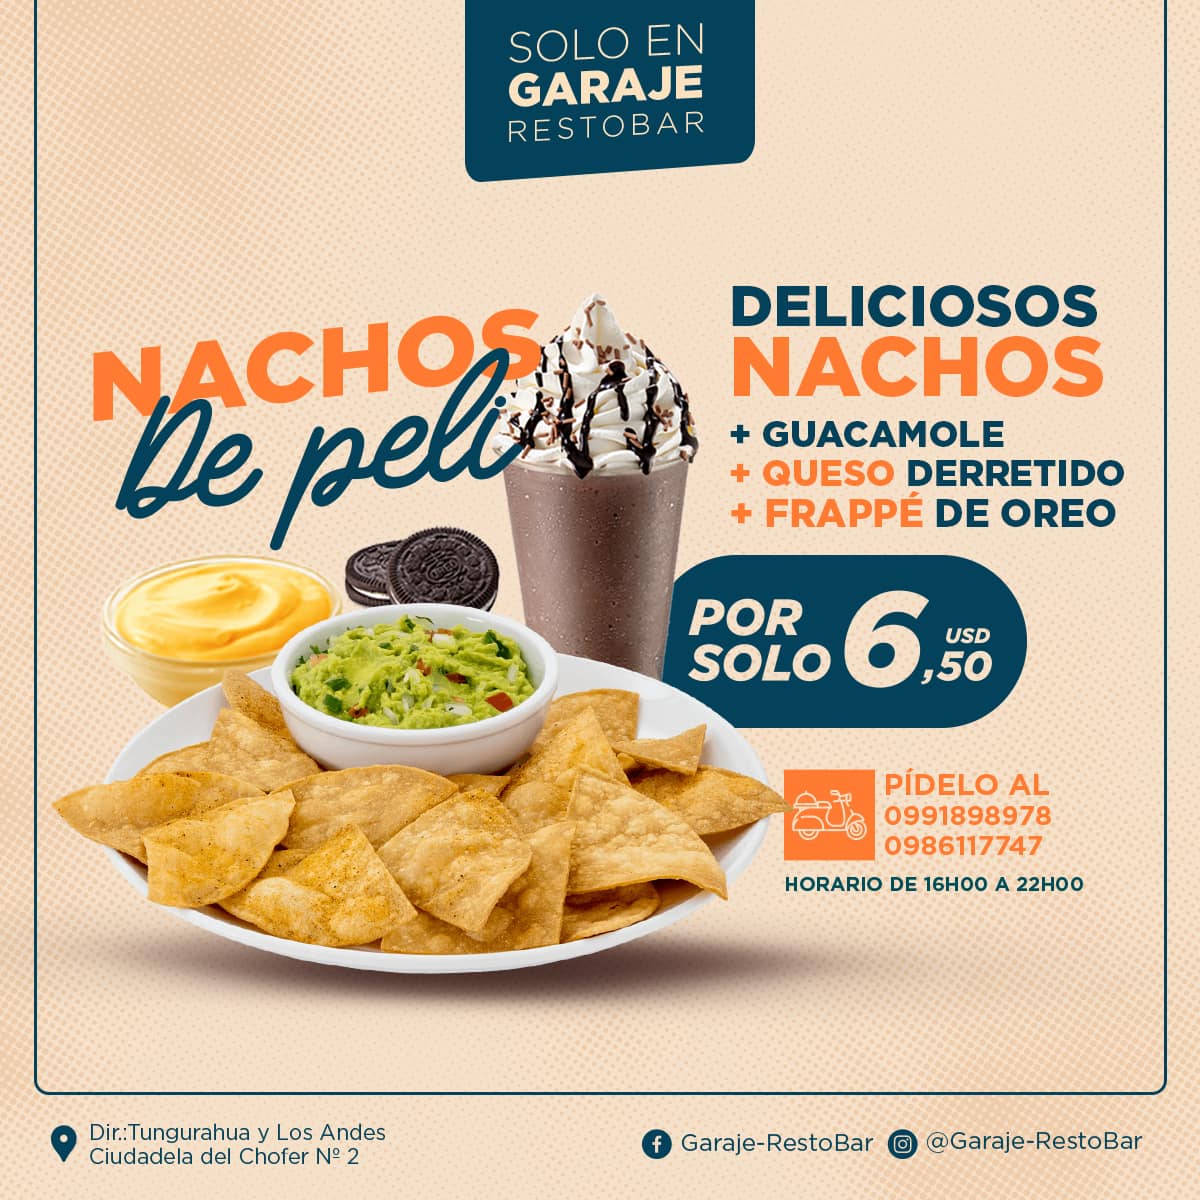 SOLO EN
GARAJE
RESTOBAR
NACHOS
De peli
DELICIOSOS
NACHOS
+ GUACAMOLE
+ QUESO DERRETIDO
+ FRAPPÉ DE OREO
POR
SOLO 6,50 USD
PÍDELO AL
0991898978
0986117747
HORARIO DE 16H00 A 22H00
Dir.:Tungurahua y Los Andes
Ciudadela del Chofer Nº 2
Garaje-RestoBar
@Garaje-RestoBar